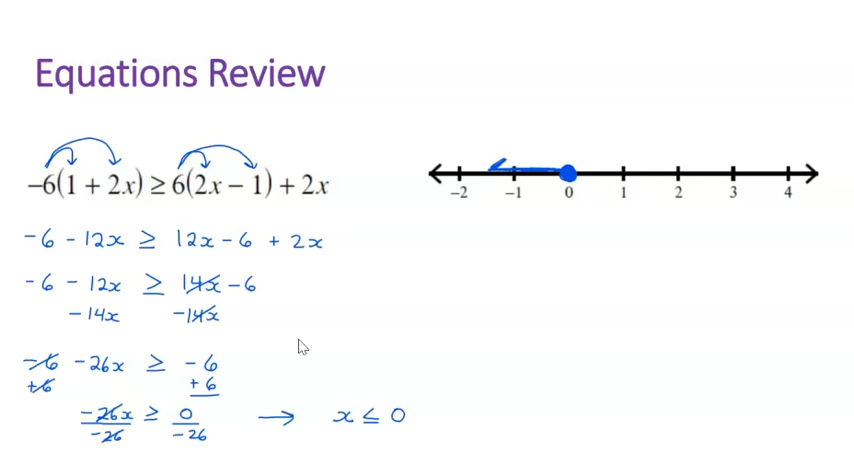 Equations Review
−6(1 + 2x) ≥ 6(2x − 1) + 2x
-6 - 12x ≥ 12x - 6 + 2x
-6 - 12x ≥ 14x - 6
-14x -14x
-6 -26x ≥ -6
+6 +6
-26x ≥ 0 → x ≤ 0
-26 -26
−2 −1 0 1 2 3 4